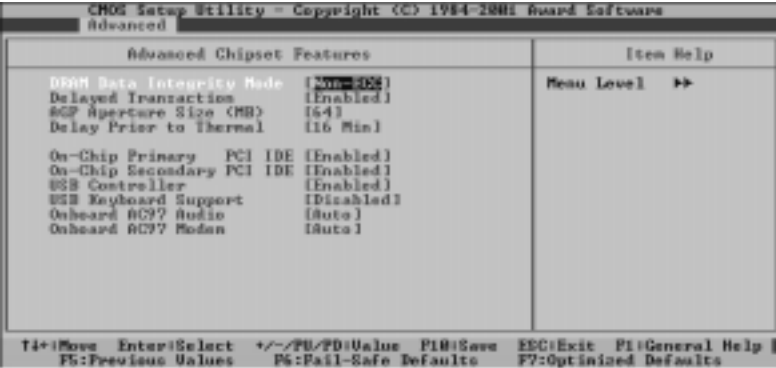 CMOS Setup Utility - Copyright (C) 1984-2001 Award Software
Advanced
Advanced Chipset Features
Item Help
DRAM Data Integrity Mode [Non-ECC]
Menu Level ▶▶
Delayed Transaction [Enabled]
AGP Aperture Size (MB) [64]
Delay Prior to Thermal [16 Min]
On-Chip Primary PCI IDE [Enabled]
On-Chip Secondary PCI IDE [Enabled]
USB Controller [Enabled]
USB Keyboard Support [Disabled]
Onboard AC97 Audio [Auto]
Onboard AC97 Modem [Auto]
↑↓←:Move Enter:Select +/-/PU/PD:Value F10:Save ESC:Exit F1:General Help
F5:Previous Values F6:Fail-Safe Defaults F7:Optimized Defaults